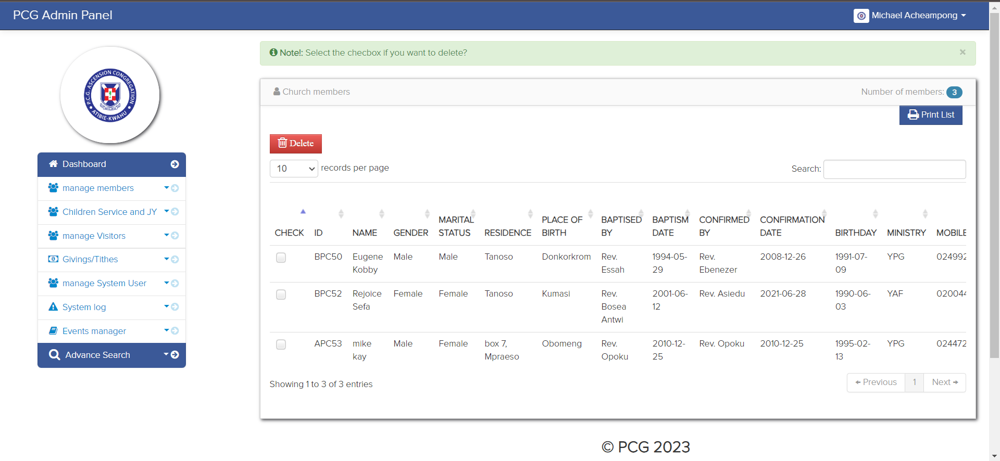 PCG Admin Panel
Michael Acheampong
P.C.G. ASCENSION CONGREGATION
ATIBIE-KWAHU
Dashboard
manage members
Children Service and JY
manage Visitors
Givings/Tithes
manage System User
System log
Events manager
Advance Search
Note!: Select the checbox if you want to delete?
×
Church members
Number of members: 3
Print List
Delete
10 records per page
Search:
CHECK ID NAME GENDER MARITAL STATUS RESIDENCE PLACE OF BIRTH BAPTISED BY BAPTISM DATE CONFIRMED BY CONFIRMATION DATE BIRTHDAY MINISTRY MOBILE
BPC50 Eugene Kobby Male Male Tanoso Donkorkrom Rev. Essah 1994-05-29 Rev. Ebenezer 2008-12-26 1991-07-09 YPG 024992
BPC52 Rejoice Sefa Female Female Tanoso Kumasi Rev. Bosea Antwi 2001-06-12 Rev. Asiedu 2021-06-28 1990-06-03 YAF 020044
APC53 mike kay Male Female box 7, Mpraeso Obomeng Rev. Opoku 2010-12-25 Rev. Opoku 2010-12-25 1995-02-13 YPG 024472
Showing 1 to 3 of 3 entries
← Previous 1 Next →
© PCG 2023